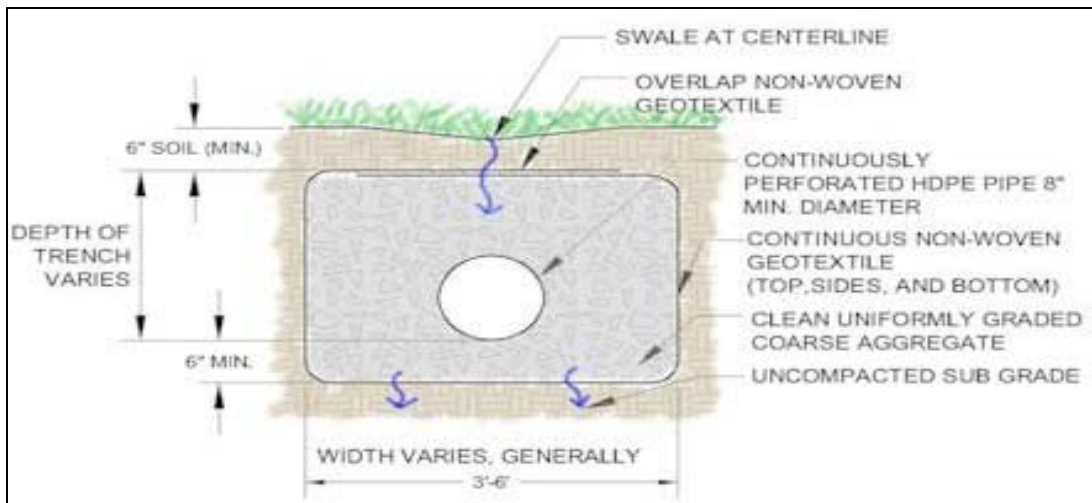 SWALE AT CENTERLINE
OVERLAP NON-WOVEN
GEOTEXTILE
6" SOIL (MIN.)
CONTINUOUSLY
PERFORATED HDPE PIPE 8"
MIN. DIAMETER
DEPTH OF
TRENCH
VARIES
CONTINUOUS NON-WOVEN
GEOTEXTILE
(TOP,SIDES, AND BOTTOM)
CLEAN UNIFORMLY GRADED
COARSE AGGREGATE
6" MIN.
UNCOMPACTED SUB GRADE
WIDTH VARIES, GENERALLY
3'-6'